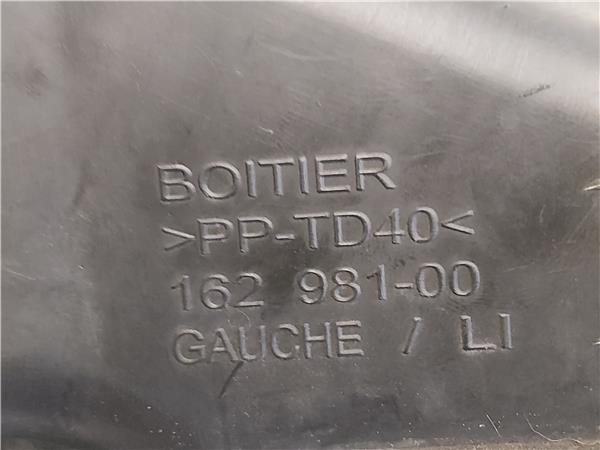 BOITIER
>PP-TD40<
162 981-00
GAUCHE / LI